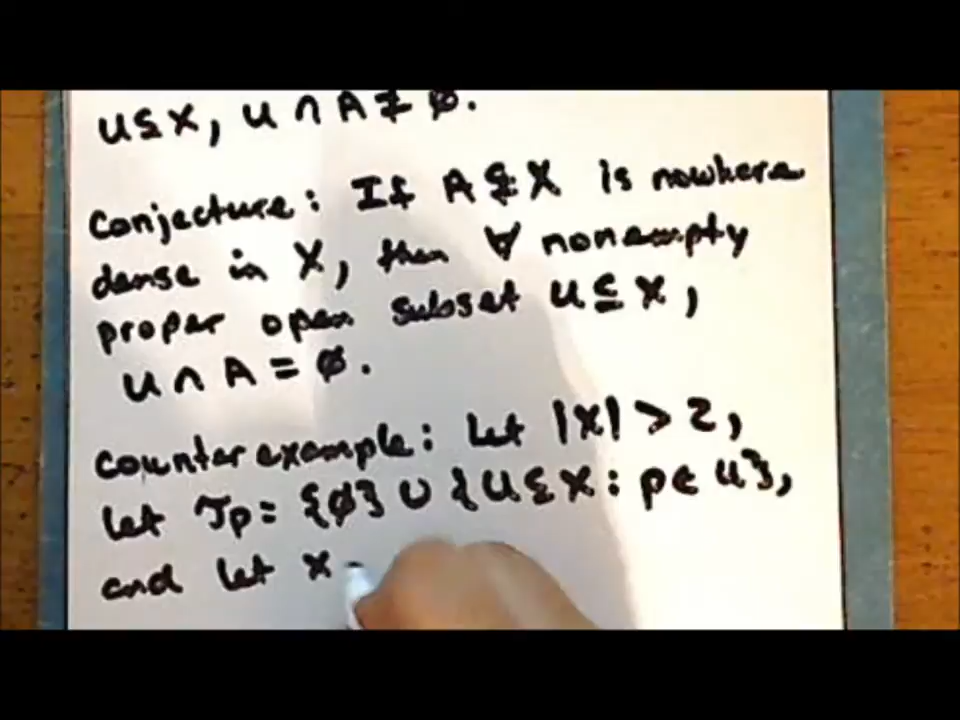 U⊆X, U ∩ A ≠ ∅.
Conjecture: If A⊊X is nowhere
dense in X, then ∀ nonempty
proper open subset U⊆X,
U ∩ A = ∅.
Counterexample: Let |X| > 2,
let 𝒯p = {∅} ∪ {U⊆X : p∈U},
and let x